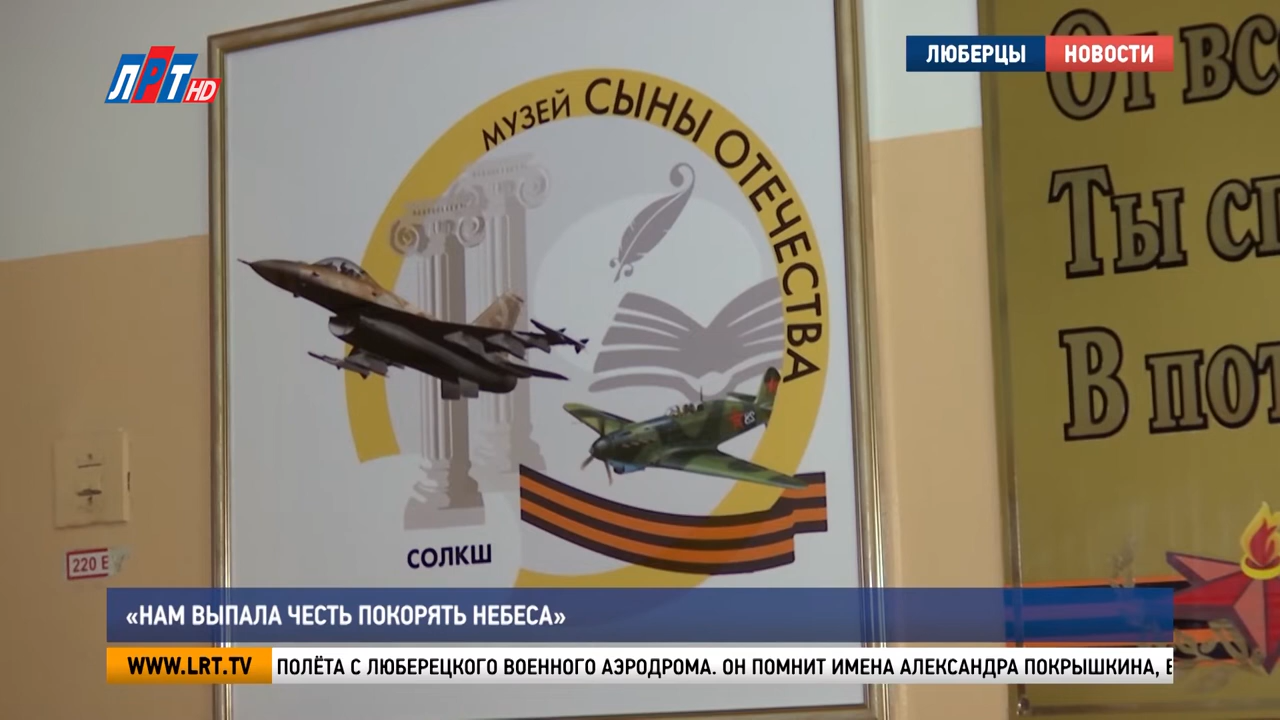 ЛРТ HD
ЛЮБЕРЦЫ НОВОСТИ
МУЗЕЙ СЫНЫ ОТЕЧЕСТВА
СОЛКШ
От
Ты
В
220
«НАМ ВЫПАЛА ЧЕСТЬ ПОКОРЯТЬ НЕБЕСА»
WWW.LRT.TV
ПОЛЁТА С ЛЮБЕРЕЦКОГО ВОЕННОГО АЭРОДРОМА. ОН ПОМНИТ ИМЕНА АЛЕКСАНДРА ПОКРЫШКИНА,